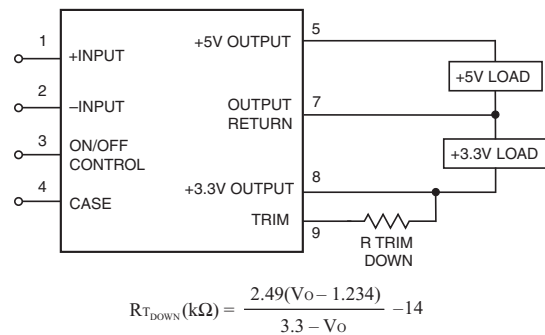 1
+INPUT
2
–INPUT
3
ON/OFF
CONTROL
4
CASE
+5V OUTPUT
5
OUTPUT
RETURN
7
+3.3V OUTPUT
8
TRIM
9
+5V LOAD
+3.3V LOAD
R TRIM
DOWN
RT_DOWN (kΩ) = 2.49(VO – 1.234) / 3.3 – VO –14